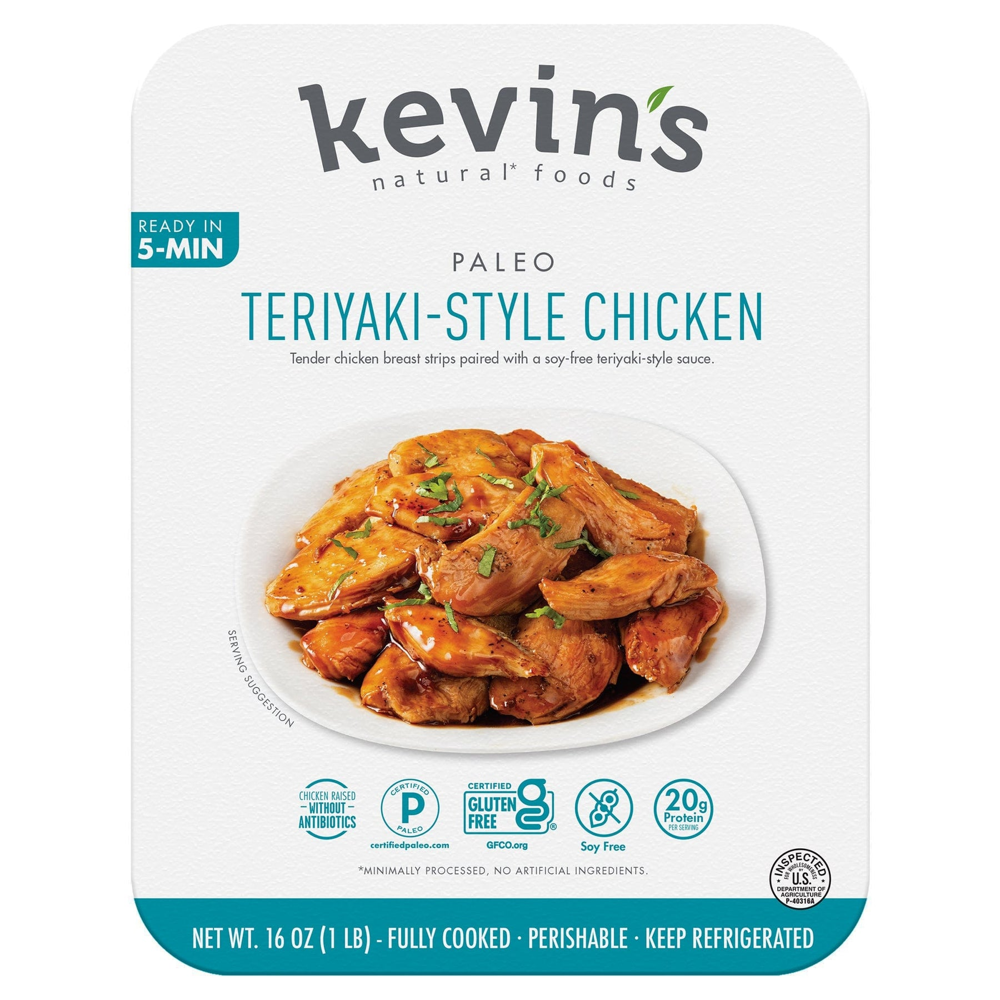 kevin's
natural* foods
READY IN
5-MIN
PALEO
TERIYAKI-STYLE CHICKEN
Tender chicken breast strips paired with a soy-free teriyaki-style sauce.
SERVING SUGGESTION
CHICKEN RAISED
WITHOUT
ANTIBIOTICS
CERTIFIED
P
PALEO
certifiedpaleo.com
CERTIFIED
GLUTEN
FREE
g
®
GFCO.org
Soy Free
20g
Protein
PER SERVING
*MINIMALLY PROCESSED, NO ARTIFICIAL INGREDIENTS.
INSPECTED
FOR WHOLESOMENESS
BY
U.S.
DEPARTMENT OF
AGRICULTURE
P-40316A
NET WT. 16 OZ (1 LB) - FULLY COOKED · PERISHABLE · KEEP REFRIGERATED